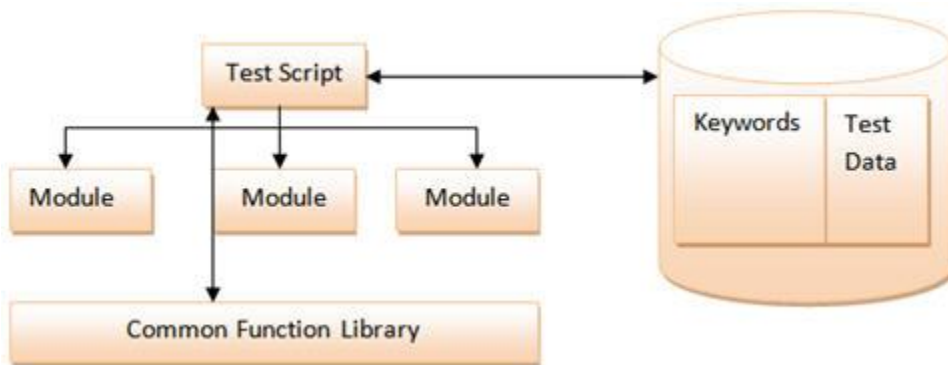 Test Script
Keywords
Test
Data
Module
Module
Module
Common Function Library